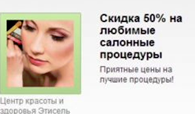 Скидка 50% на
любимые
салонные
процедуры
Приятные цены на
лучшие процедуры!
Центр красоты и
здоровья Этисель